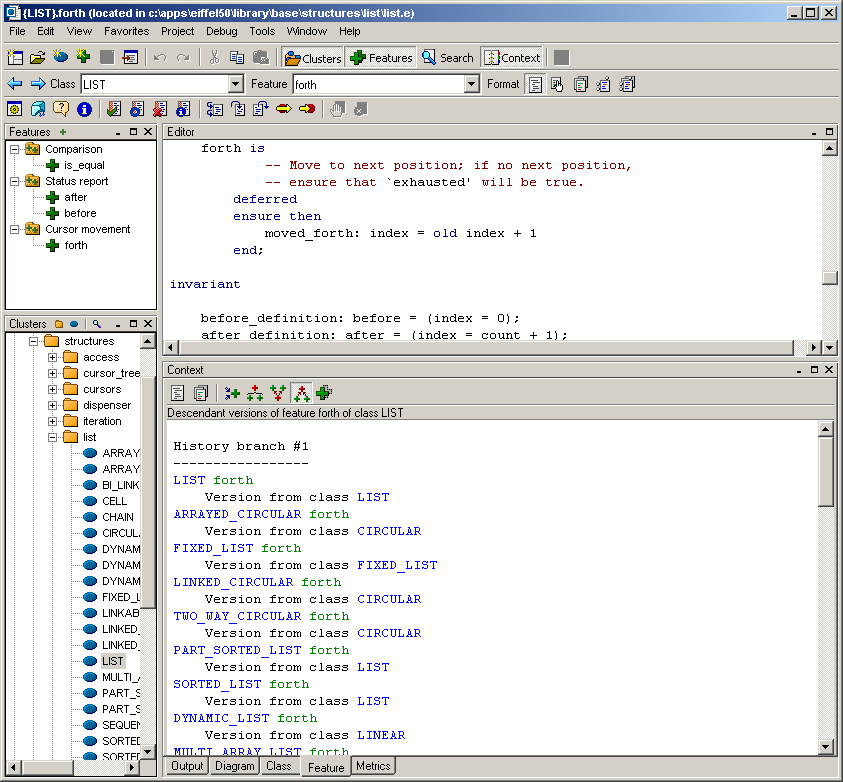 {LIST}.forth (located in c:\apps\eiffel50\library\base\structures\list\list.e)
File Edit View Favorites Project Debug Tools Window Help
Clusters Features Search Context
Class LIST Feature forth Format
Features
Comparison
is_equal
Status report
after
before
Cursor movement
forth
Editor
forth is
-- Move to next position; if no next position,
-- ensure that `exhausted' will be true.
deferred
ensure then
moved_forth: index = old index + 1
end;
invariant
before_definition: before = (index = 0);
after_definition: after = (index = count + 1);
Clusters
structures
access
cursor_tree
cursors
dispenser
iteration
list
ARRAY
ARRAY
BI_LINK
CELL
CHAIN
CIRCUL
DYNAM
DYNAM
DYNAM
FIXED_L
LINKAB
LINKED_
LINKED_
LIST
MULTI_A
PART_S
PART_S
SEQUEN
SORTED
SORTED
Context
Descendant versions of feature forth of class LIST
History branch #1
-----------------
LIST forth
Version from class LIST
ARRAYED_CIRCULAR forth
Version from class CIRCULAR
FIXED_LIST forth
Version from class FIXED_LIST
LINKED_CIRCULAR forth
Version from class CIRCULAR
TWO_WAY_CIRCULAR forth
Version from class CIRCULAR
PART_SORTED_LIST forth
Version from class LIST
SORTED_LIST forth
Version from class LIST
DYNAMIC_LIST forth
Version from class LINEAR
MULTI_ARRAY_LIST forth
Output Diagram Class Feature Metrics